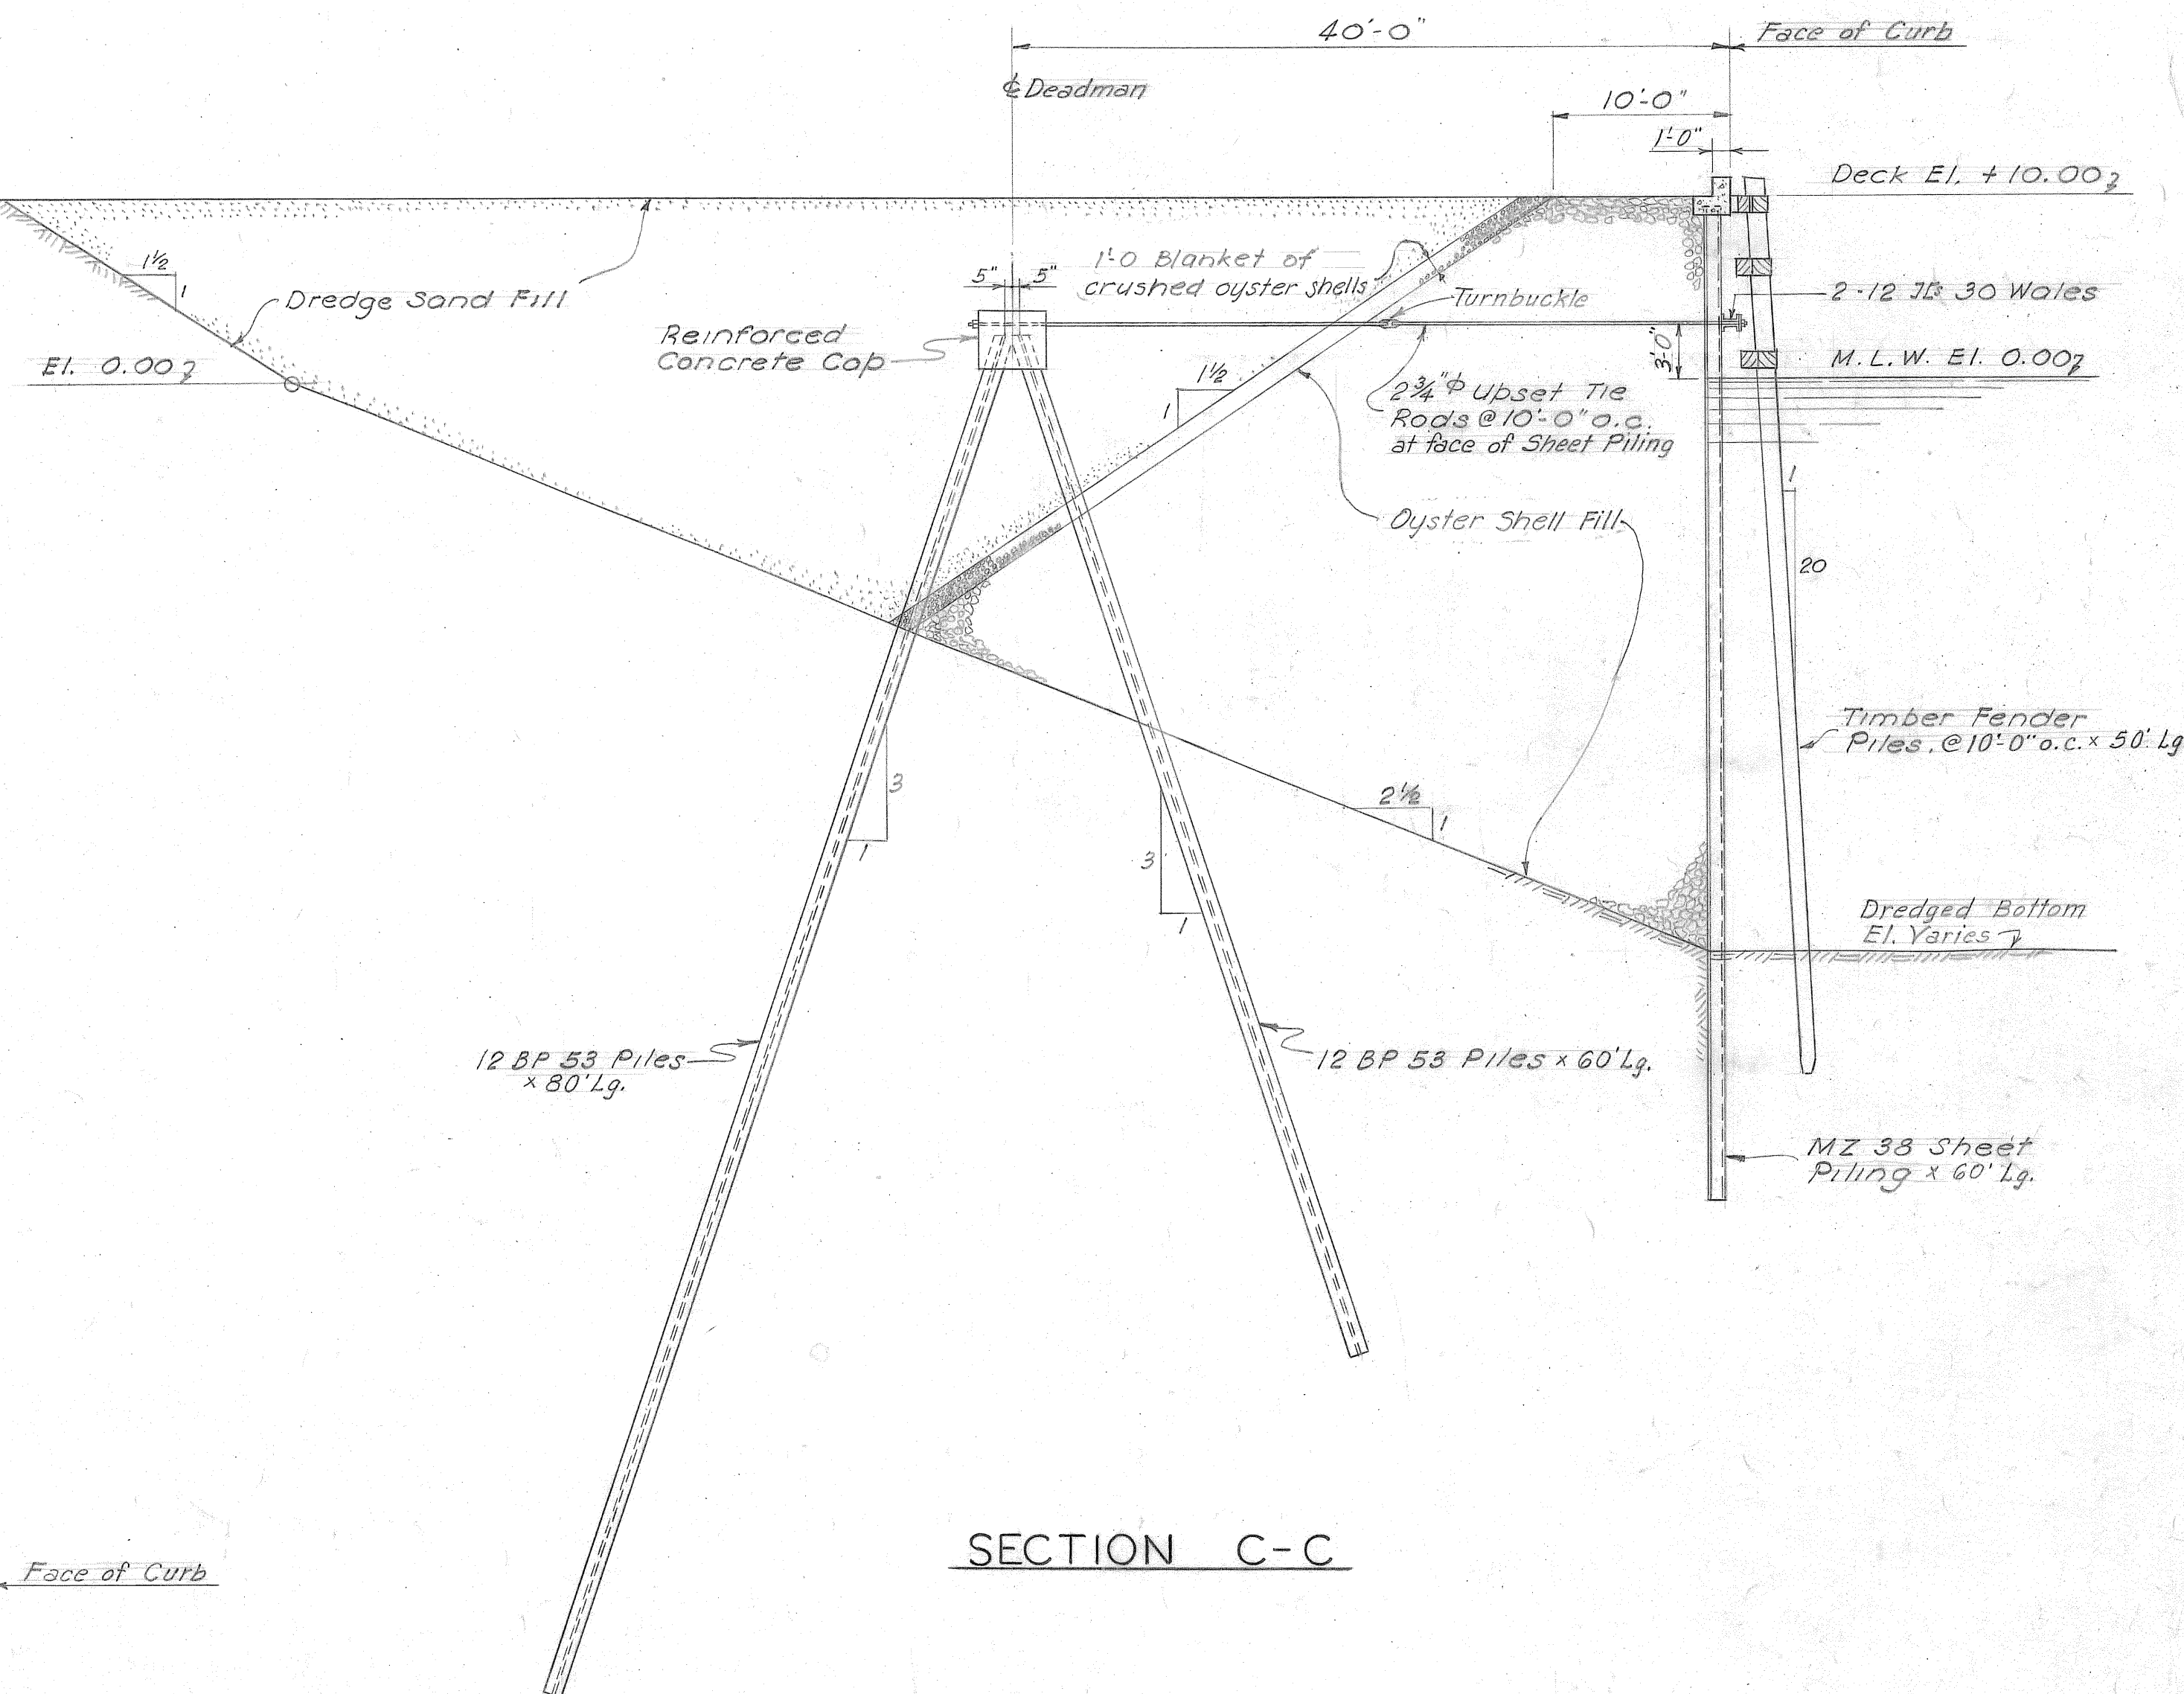 40'-0"
Face of Curb
℄ Deadman
10'-0"
1'-0"
Deck El. +10.00
1½
1
Dredge Sand Fill
El. 0.00
5" 5"
1'-0 Blanket of
crushed oyster shells
Turnbuckle
2-12 30 Wales
Reinforced
Concrete Cap
3'-0"
M.L.W. El. 0.00
1½
1
2¾"ϕ Upset Tie
Rods @ 10'-0" o.c.
at face of Sheet Piling
Oyster Shell Fill
1
20
Timber Fender
Piles. @ 10'-0" o.c. x 50' Lg
3
1
3
1
2½
1
Dredged Bottom
El. Varies
12 BP 53 Piles
x 80' Lg.
12 BP 53 Piles x 60' Lg.
MZ 38 Sheet
Piling x 60' Lg.
SECTION C-C
Face of Curb